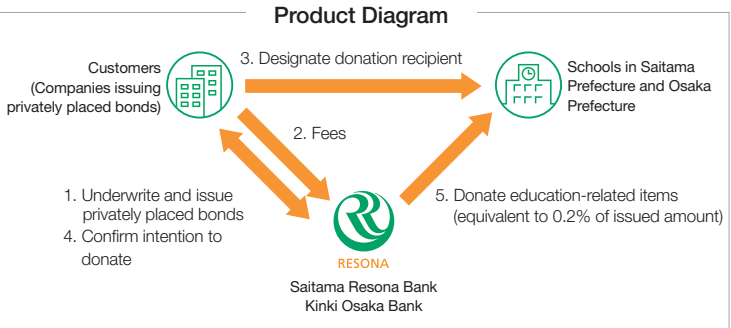 Product Diagram
Customers
(Companies issuing
privately placed bonds)
3. Designate donation recipient
Schools in Saitama
Prefecture and Osaka
Prefecture
2. Fees
1. Underwrite and issue
privately placed bonds
4. Confirm intention to
donate
5. Donate education-related items
(equivalent to 0.2% of issued amount)
RESONA
Saitama Resona Bank
Kinki Osaka Bank